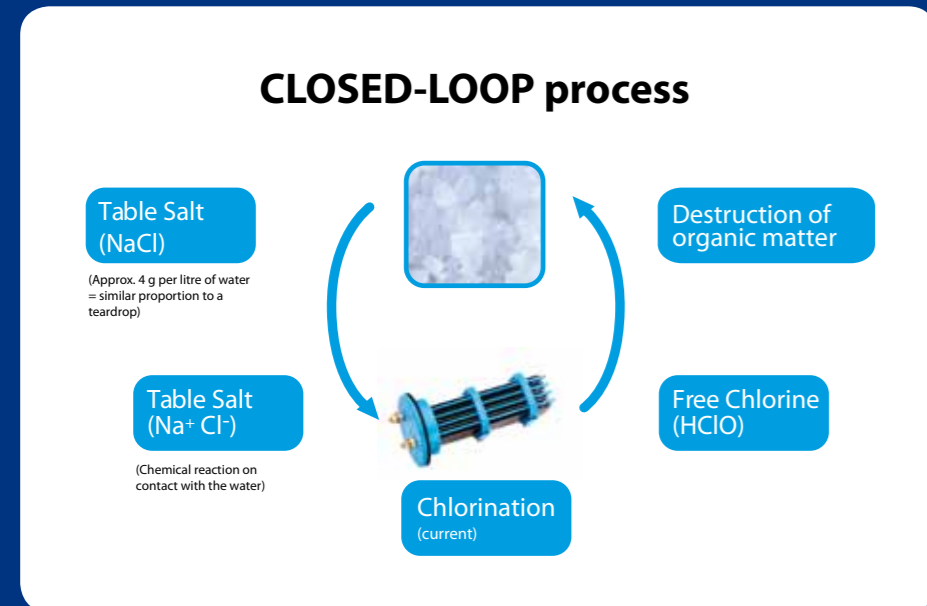 CLOSED-LOOP process
Table Salt
(NaCl)
(Approx. 4 g per litre of water
= similar proportion to a
teardrop)
Table Salt
(Na⁺ Cl⁻)
(Chemical reaction on
contact with the water)
Chlorination
(current)
Free Chlorine
(HClO)
Destruction of
organic matter